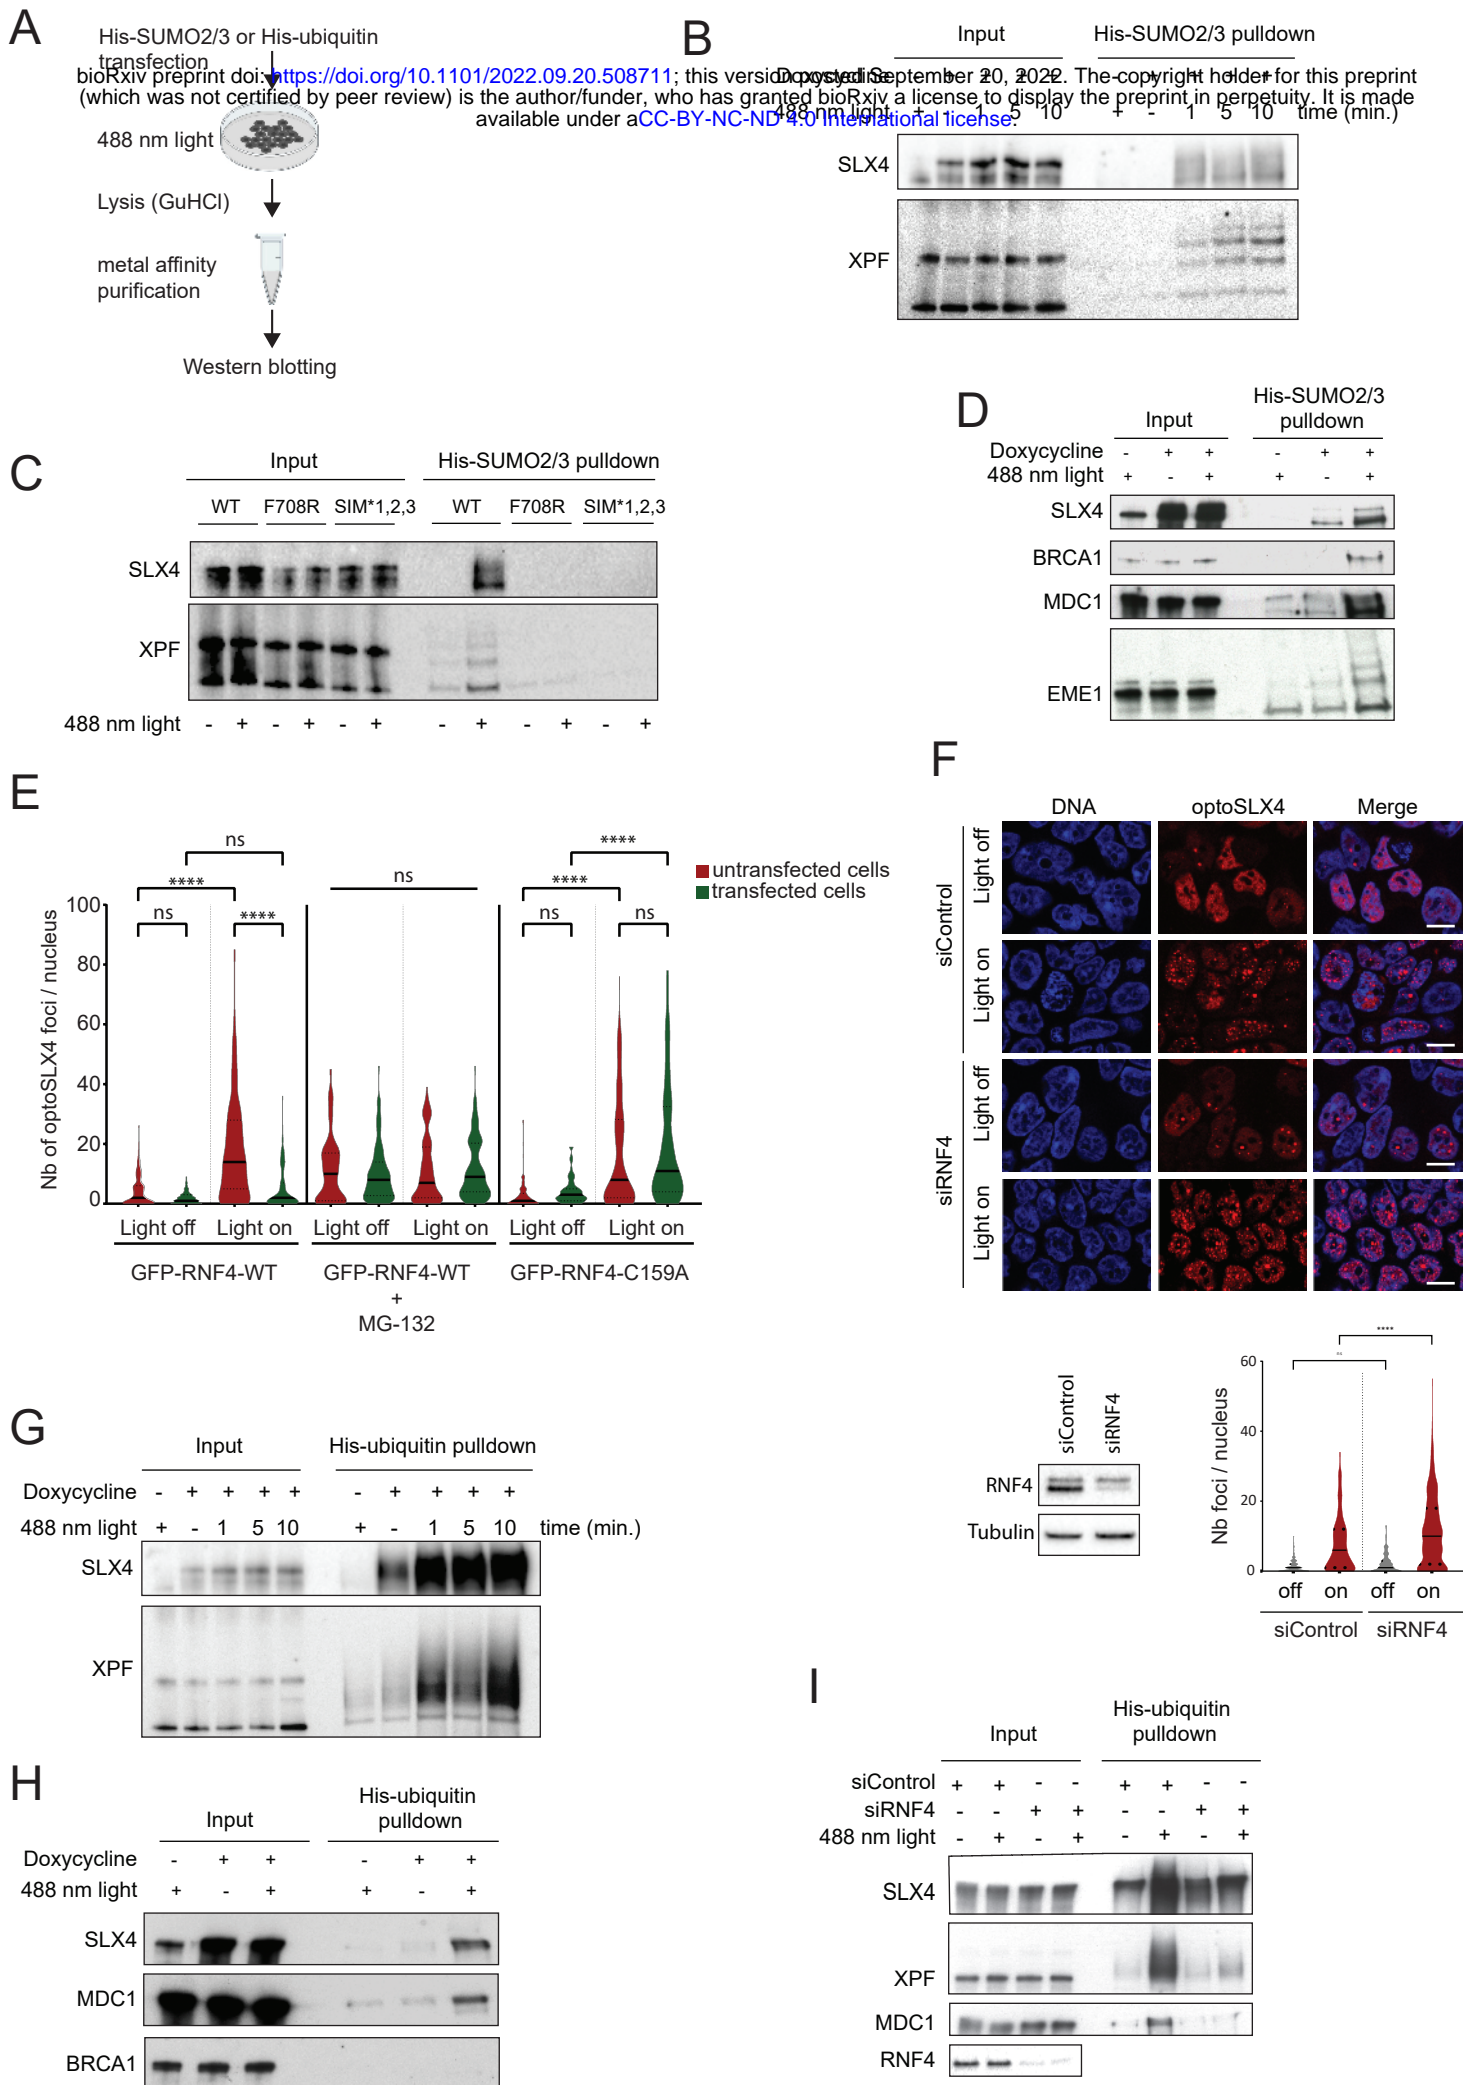 A
His-SUMO2/3 or His-ubiquitin
transfection
488 nm light
Lysis (GuHCl)
metal affinity
purification
Western blotting
bioRxiv preprint doi: https://doi.org/10.1101/2022.09.20.508711; this version posted September 20, 2022. The copyright holder for this preprint
(which was not certified by peer review) is the author/funder, who has granted bioRxiv a license to display the preprint in perpetuity. It is made
available under aCC-BY-NC-ND 4.0 International license.
B
Input His-SUMO2/3 pulldown
Doxycycline - + + + + - + + + +
488 nm light + - 1 5 10 + - 1 5 10 time (min.)
SLX4
XPF
C
Input His-SUMO2/3 pulldown
WT F708R SIM*1,2,3 WT F708R SIM*1,2,3
SLX4
XPF
488 nm light - + - + - + - + - + - +
D
Input His-SUMO2/3
pulldown
Doxycycline - + + - + +
488 nm light + - + + - +
SLX4
BRCA1
MDC1
EME1
E
ns ****
**** ns ****
ns **** ns ns
untransfected cells
transfected cells
Nb of optoSLX4 foci / nucleus
100
80
60
40
20
0
Light off Light on Light off Light on Light off Light on
GFP-RNF4-WT GFP-RNF4-WT GFP-RNF4-C159A
+
MG-132
F
DNA optoSLX4 Merge
siControl
Light off
Light on
siRNF4
Light off
Light on
siControl siRNF4
RNF4
Tubulin
****
ns
Nb foci / nucleus
60
40
20
0
off on off on
siControl siRNF4
G
Input His-ubiquitin pulldown
Doxycycline - + + + + - + + + +
488 nm light + - 1 5 10 + - 1 5 10 time (min.)
SLX4
XPF
H
Input His-ubiquitin
pulldown
Doxycycline - + + - + +
488 nm light + - + + - +
SLX4
MDC1
BRCA1
I
Input His-ubiquitin
pulldown
siControl + + - - + + - -
siRNF4 - - + + - - + +
488 nm light - + - + - + - +
SLX4
XPF
MDC1
RNF4